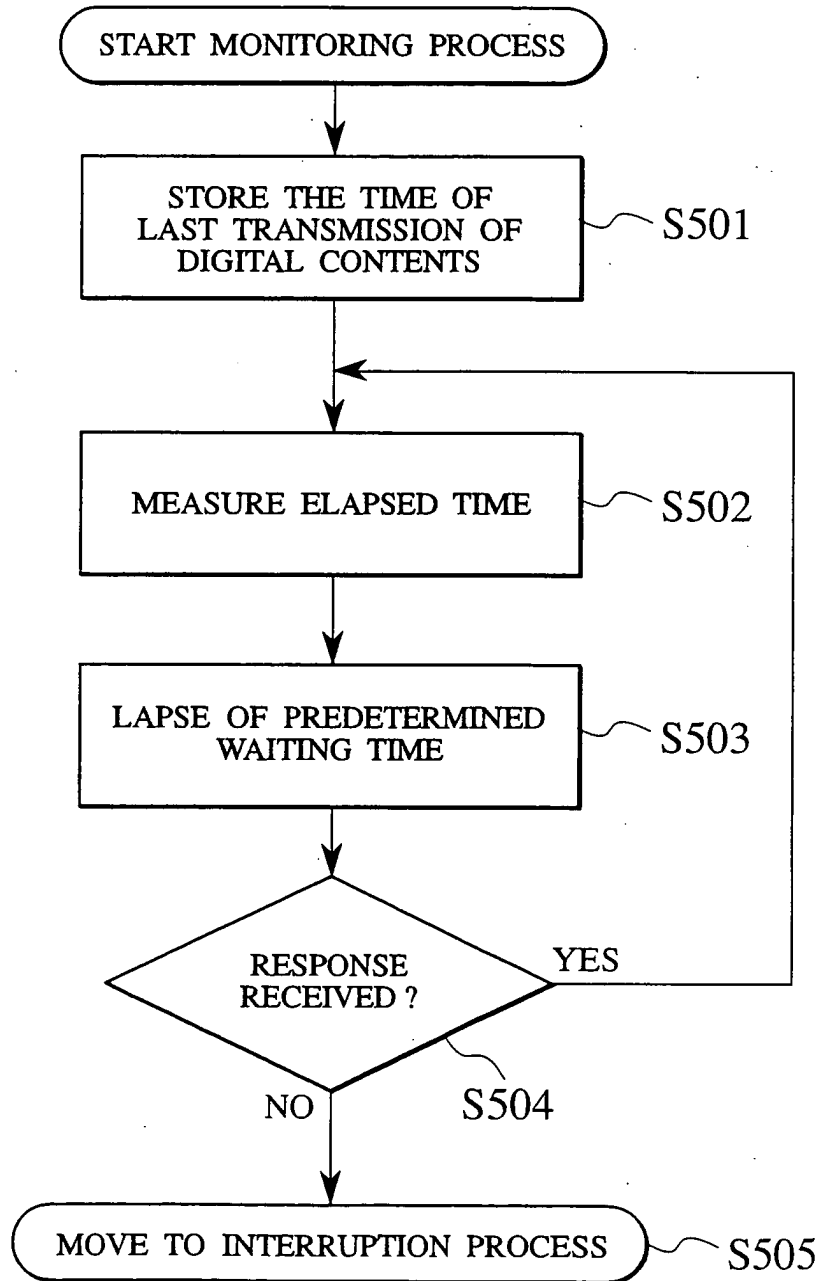 START MONITORING PROCESS
STORE THE TIME OF
LAST TRANSMISSION OF
DIGITAL CONTENTS
S501
MEASURE ELAPSED TIME
S502
LAPSE OF PREDETERMINED
WAITING TIME
S503
RESPONSE
RECEIVED ?
YES
S504
NO
MOVE TO INTERRUPTION PROCESS
S505